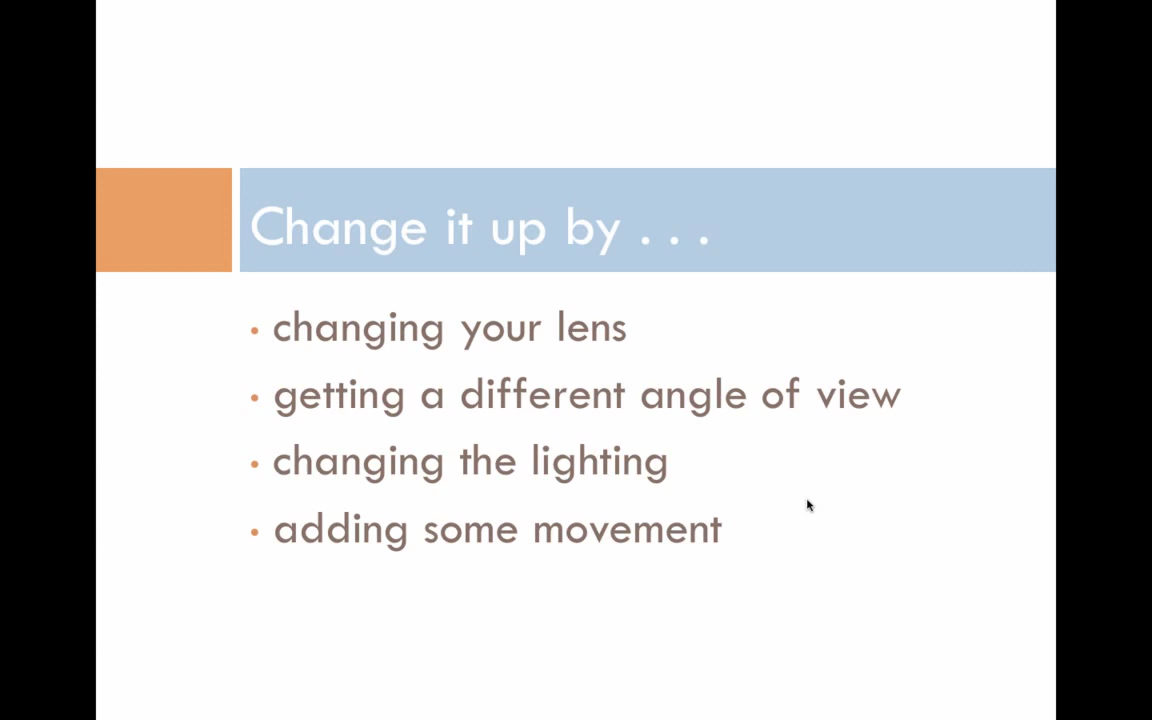 Change it up by . . .
• changing your lens
• getting a different angle of view
• changing the lighting
• adding some movement